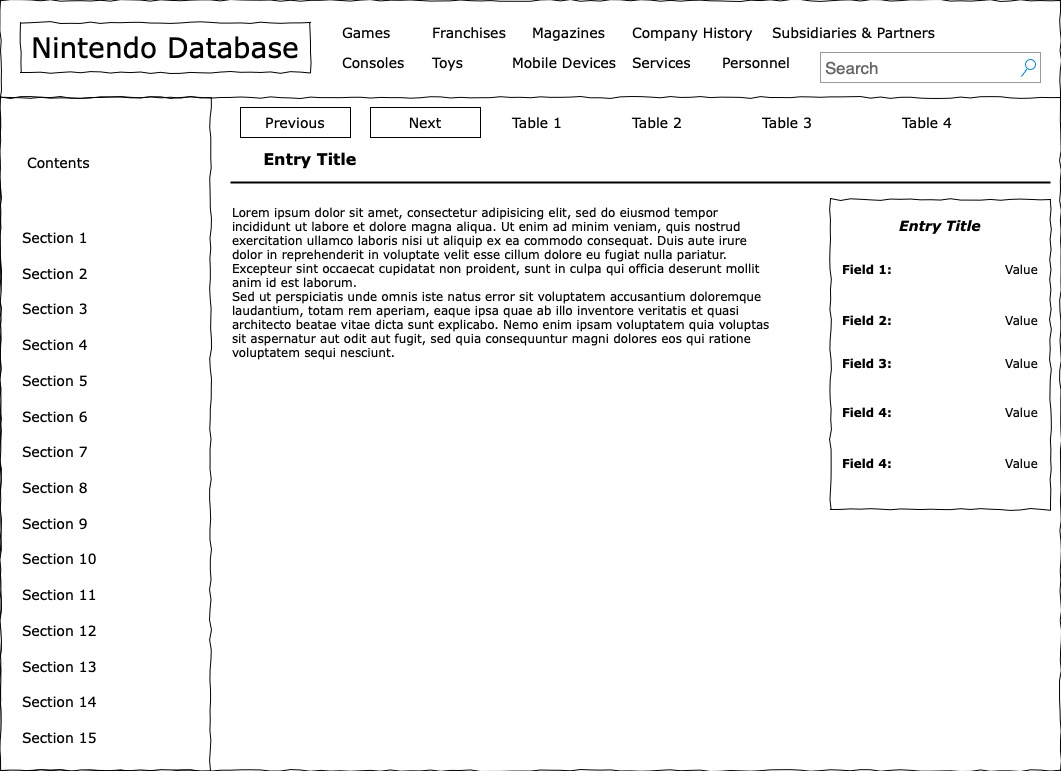 Nintendo Database
Games Franchises Magazines Company History Subsidiaries & Partners
Consoles Toys Mobile Devices Services Personnel Search
Previous Next Table 1 Table 2 Table 3 Table 4
Contents
Section 1
Section 2
Section 3
Section 4
Section 5
Section 6
Section 7
Section 8
Section 9
Section 10
Section 11
Section 12
Section 13
Section 14
Section 15
Entry Title
Lorem ipsum dolor sit amet, consectetur adipisicing elit, sed do eiusmod tempor
incididunt ut labore et dolore magna aliqua. Ut enim ad minim veniam, quis nostrud
exercitation ullamco laboris nisi ut aliquip ex ea commodo consequat. Duis aute irure
dolor in reprehenderit in voluptate velit esse cillum dolore eu fugiat nulla pariatur.
Excepteur sint occaecat cupidatat non proident, sunt in culpa qui officia deserunt mollit
anim id est laborum.
Sed ut perspiciatis unde omnis iste natus error sit voluptatem accusantium doloremque
laudantium, totam rem aperiam, eaque ipsa quae ab illo inventore veritatis et quasi
architecto beatae vitae dicta sunt explicabo. Nemo enim ipsam voluptatem quia voluptas
sit aspernatur aut odit aut fugit, sed quia consequuntur magni dolores eos qui ratione
voluptatem sequi nesciunt.
Entry Title
Field 1: Value
Field 2: Value
Field 3: Value
Field 4: Value
Field 4: Value